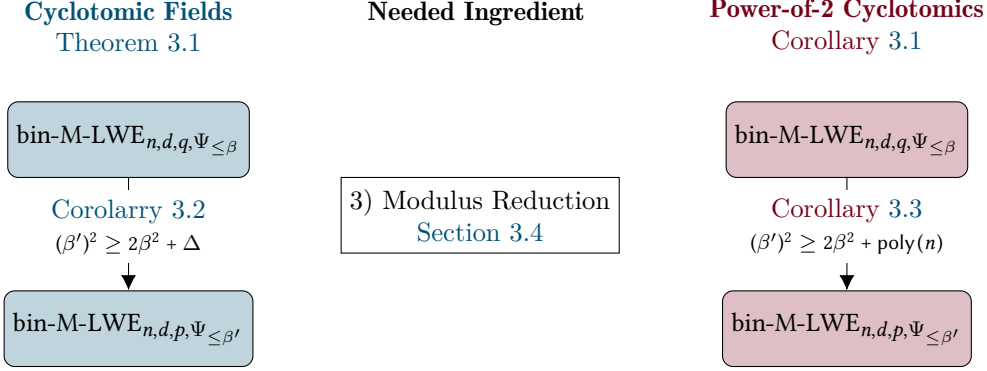 Cyclotomic Fields
Theorem 3.1
bin-M-LWE_{n,d,q,Ψ_{≤β}}
Corolarry 3.2
(β′)² ≥ 2β² + Δ
bin-M-LWE_{n,d,p,Ψ_{≤β′}}
Needed Ingredient
3) Modulus Reduction
Section 3.4
Power-of-2 Cyclotomics
Corollary 3.1
bin-M-LWE_{n,d,q,Ψ_{≤β}}
Corollary 3.3
(β′)² ≥ 2β² + poly(n)
bin-M-LWE_{n,d,p,Ψ_{≤β′}}